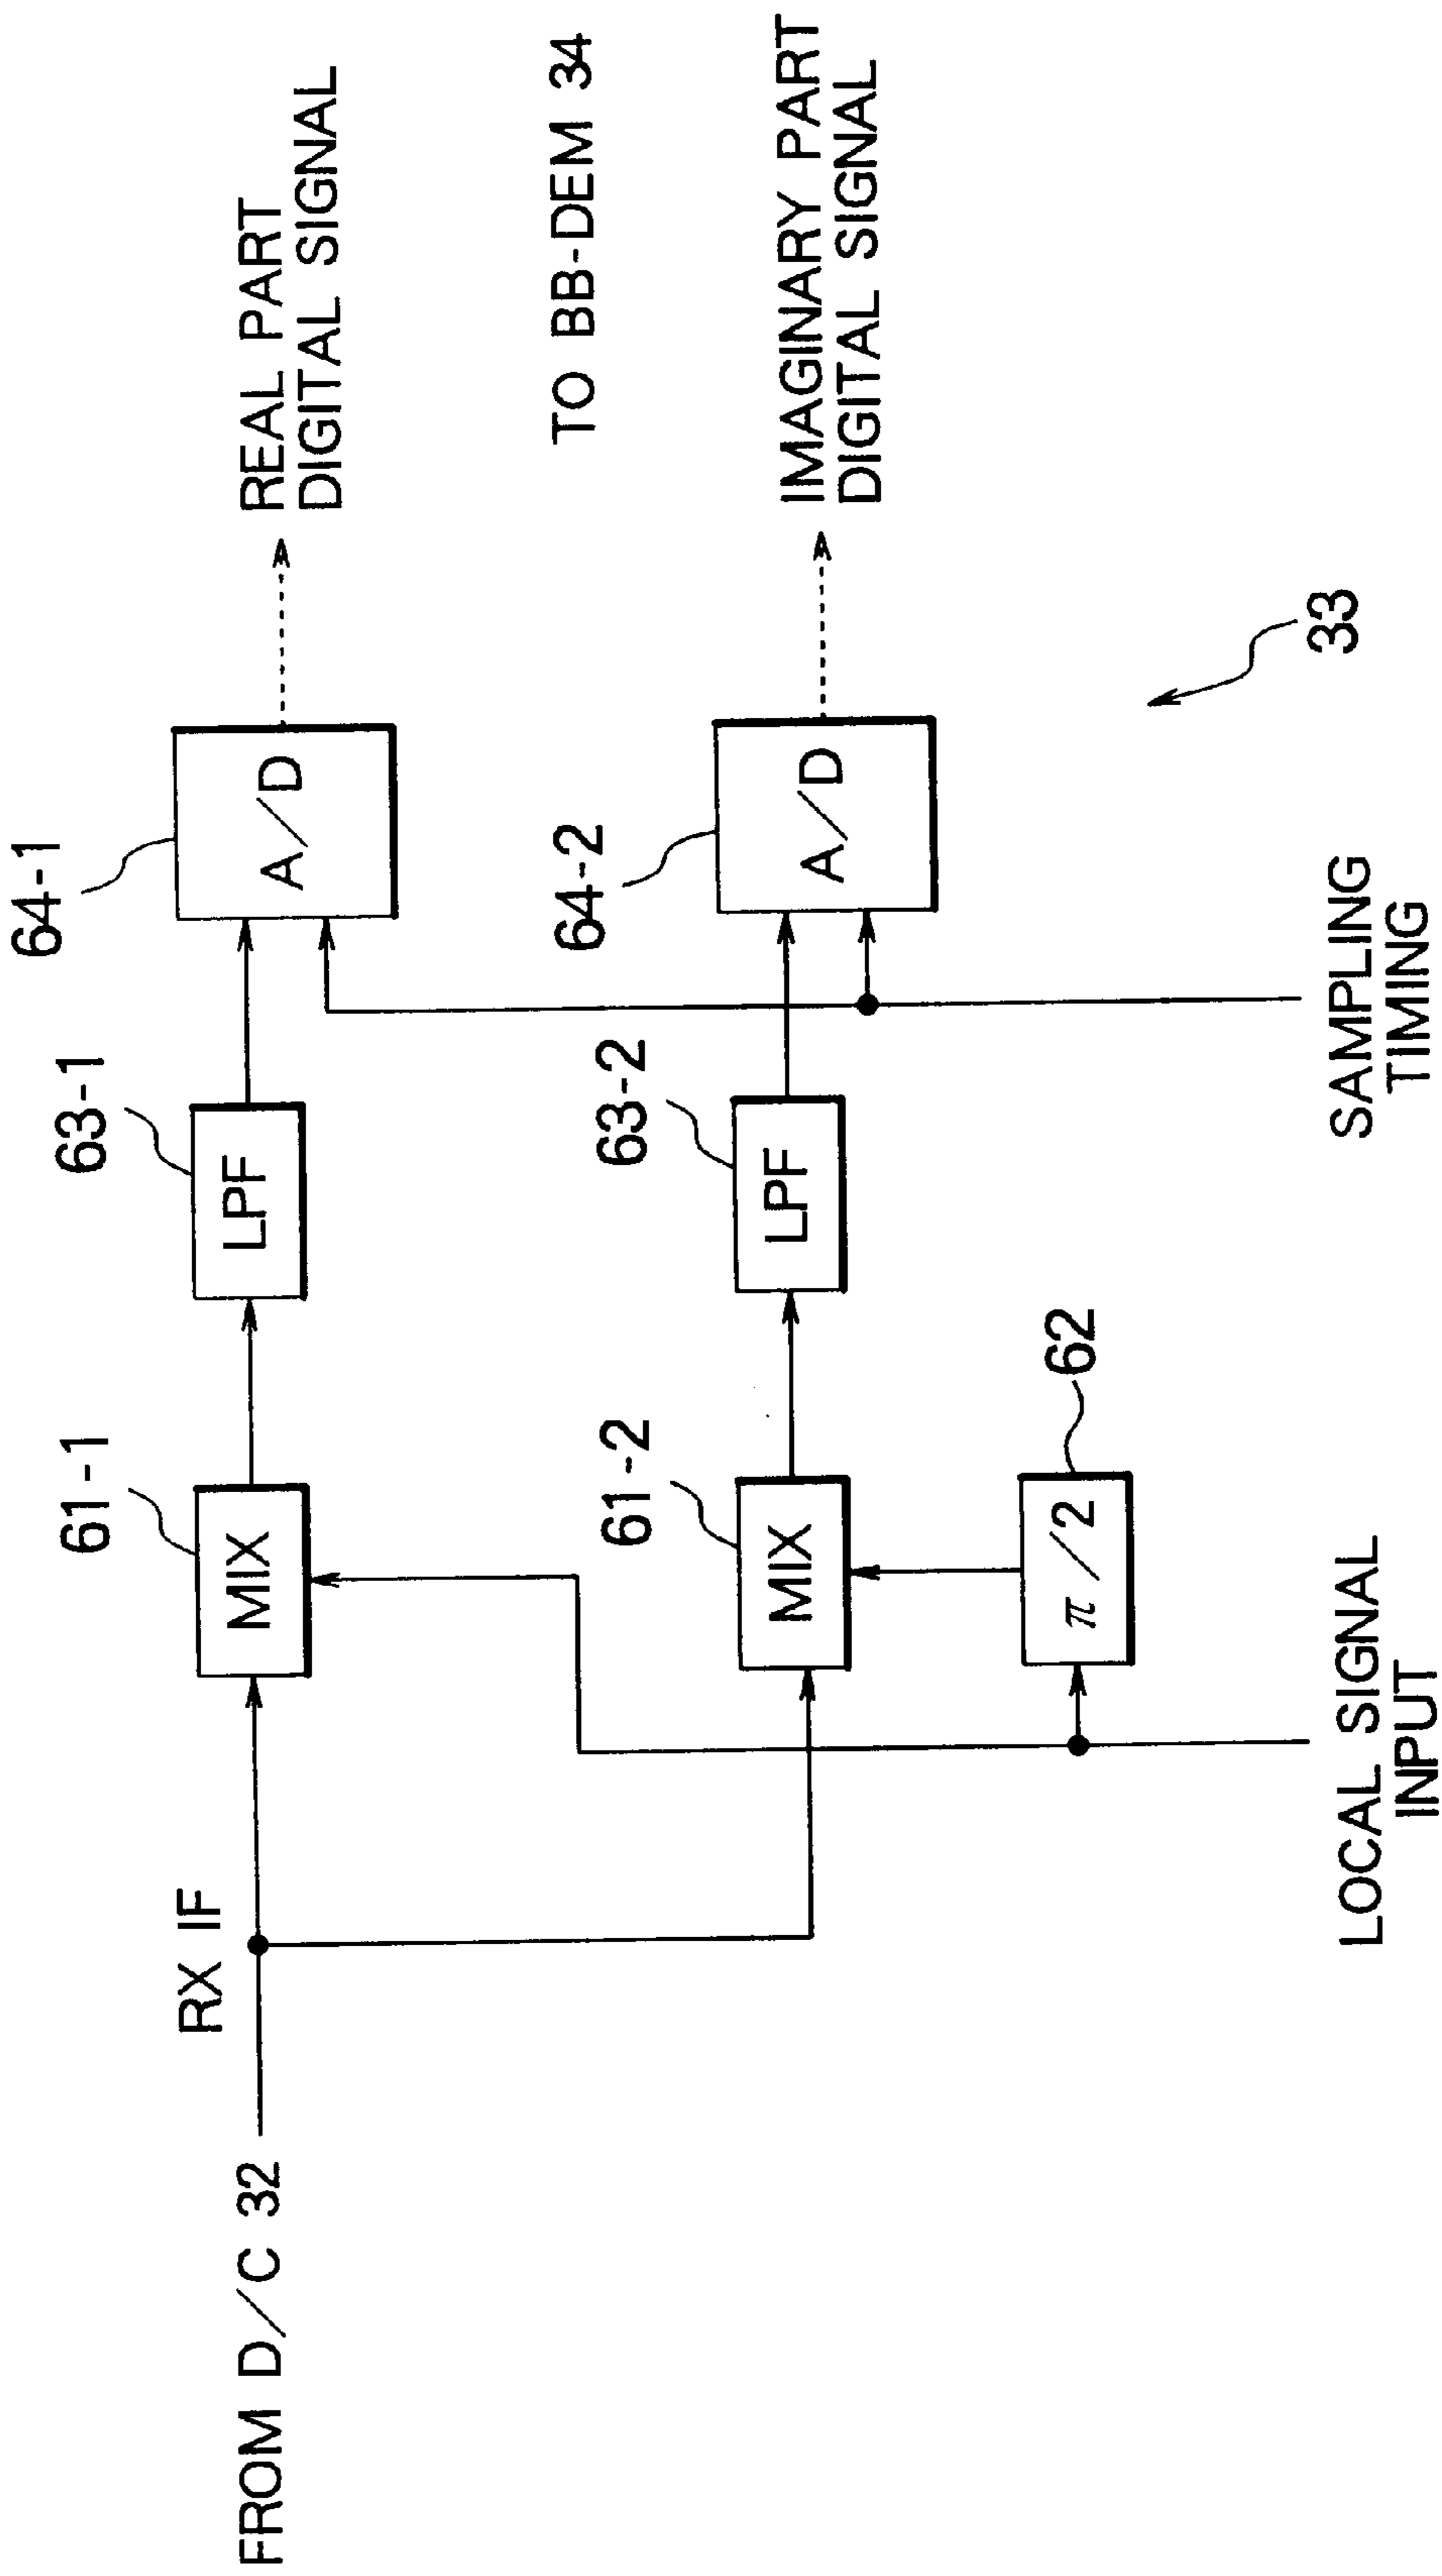 FROM D/C 32
RX IF
61-1
MIX
63-1
LPF
64-1
A/D
REAL PART
DIGITAL SIGNAL
TO BB-DEM 34
61-2
MIX
63-2
LPF
64-2
A/D
IMAGINARY PART
DIGITAL SIGNAL
π/2
62
33
LOCAL SIGNAL
INPUT
SAMPLING
TIMING